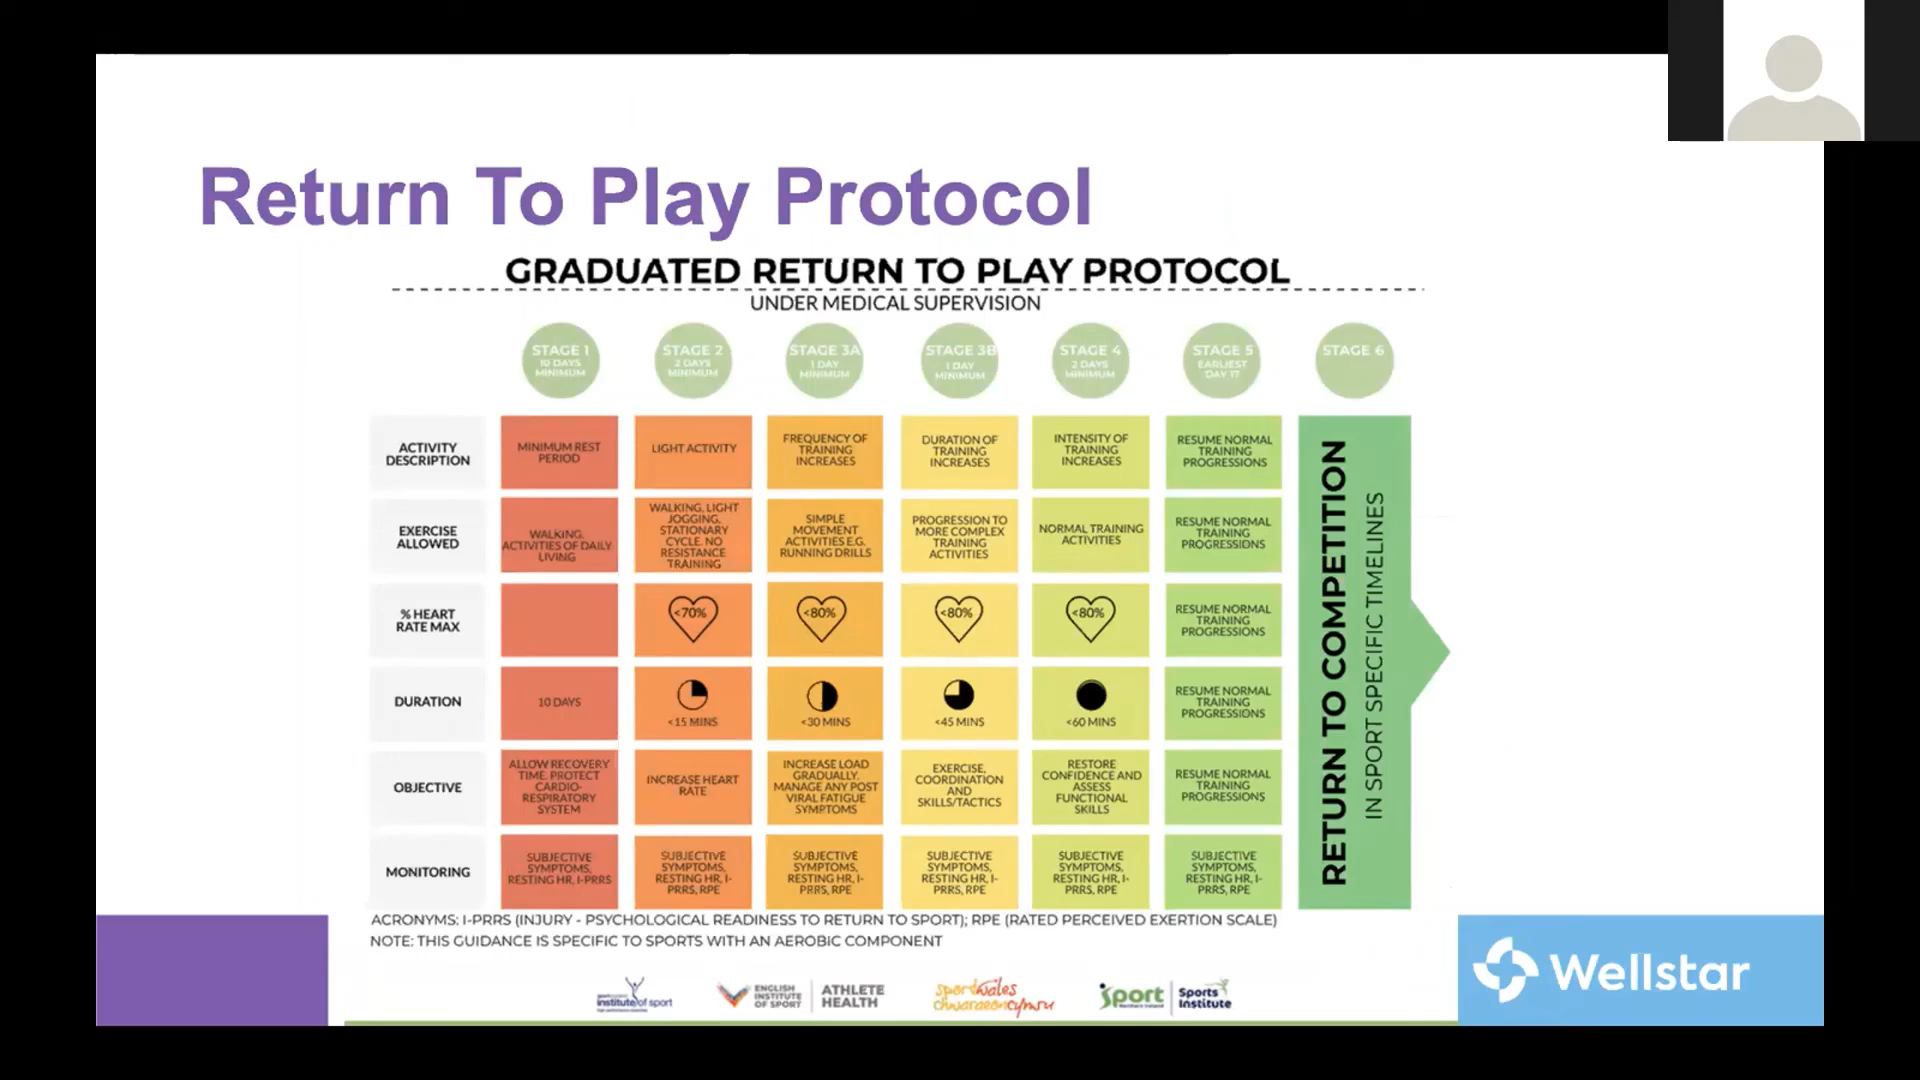 Return To Play Protocol
GRADUATED RETURN TO PLAY PROTOCOL
UNDER MEDICAL SUPERVISION
STAGE 1
10 DAYS
MINIMUM
STAGE 2
2 DAYS
MINIMUM
STAGE 3A
1 DAY
MINIMUM
STAGE 3B
1 DAY
MINIMUM
STAGE 4
2 DAYS
MINIMUM
STAGE 5
EARLIEST
DAY 17
STAGE 6
ACTIVITY
DESCRIPTION
MINIMUM REST
PERIOD
LIGHT ACTIVITY
FREQUENCY OF
TRAINING
INCREASES
DURATION OF
TRAINING
INCREASES
INTENSITY OF
TRAINING
INCREASES
RESUME NORMAL
TRAINING
PROGRESSIONS
EXERCISE
ALLOWED
WALKING,
ACTIVITIES OF DAILY
LIVING
WALKING, LIGHT
JOGGING,
STATIONARY
CYCLE. NO
RESISTANCE
TRAINING
SIMPLE
MOVEMENT
ACTIVITIES E.G.
RUNNING DRILLS
PROGRESSION TO
MORE COMPLEX
TRAINING
ACTIVITIES
NORMAL TRAINING
ACTIVITIES
RESUME NORMAL
TRAINING
PROGRESSIONS
% HEART
RATE MAX
<70%
<80%
<80%
<80%
RESUME NORMAL
TRAINING
PROGRESSIONS
DURATION
10 DAYS
<15 MINS
<30 MINS
<45 MINS
<60 MINS
RESUME NORMAL
TRAINING
PROGRESSIONS
OBJECTIVE
ALLOW RECOVERY
TIME, PROTECT
CARDIO-
RESPIRATORY
SYSTEM
INCREASE HEART
RATE
INCREASE LOAD
GRADUALLY,
MANAGE ANY POST
VIRAL FATIGUE
SYMPTOMS
EXERCISE,
COORDINATION
AND
SKILLS/TACTICS
RESTORE
CONFIDENCE AND
ASSESS
FUNCTIONAL
SKILLS
RESUME NORMAL
TRAINING
PROGRESSIONS
MONITORING
SUBJECTIVE
SYMPTOMS,
RESTING HR, I-PRRS
SUBJECTIVE
SYMPTOMS,
RESTING HR, I-
PRRS, RPE
SUBJECTIVE
SYMPTOMS,
RESTING HR, I-
PRRS, RPE
SUBJECTIVE
SYMPTOMS,
RESTING HR, I-
PRRS, RPE
SUBJECTIVE
SYMPTOMS,
RESTING HR, I-
PRRS, RPE
SUBJECTIVE
SYMPTOMS,
RESTING HR, I-
PRRS, RPE
RETURN TO COMPETITION
IN SPORT SPECIFIC TIMELINES
ACRONYMS: I-PRRS (INJURY - PSYCHOLOGICAL READINESS TO RETURN TO SPORT); RPE (RATED PERCEIVED EXERTION SCALE)
NOTE: THIS GUIDANCE IS SPECIFIC TO SPORTS WITH AN AEROBIC COMPONENT
institute of sport
ENGLISH
INSTITUTE
OF SPORT
ATHLETE
HEALTH
sportwales
chwaraeoncymru
Sport
Northern Ireland
Sports
Institute
Wellstar